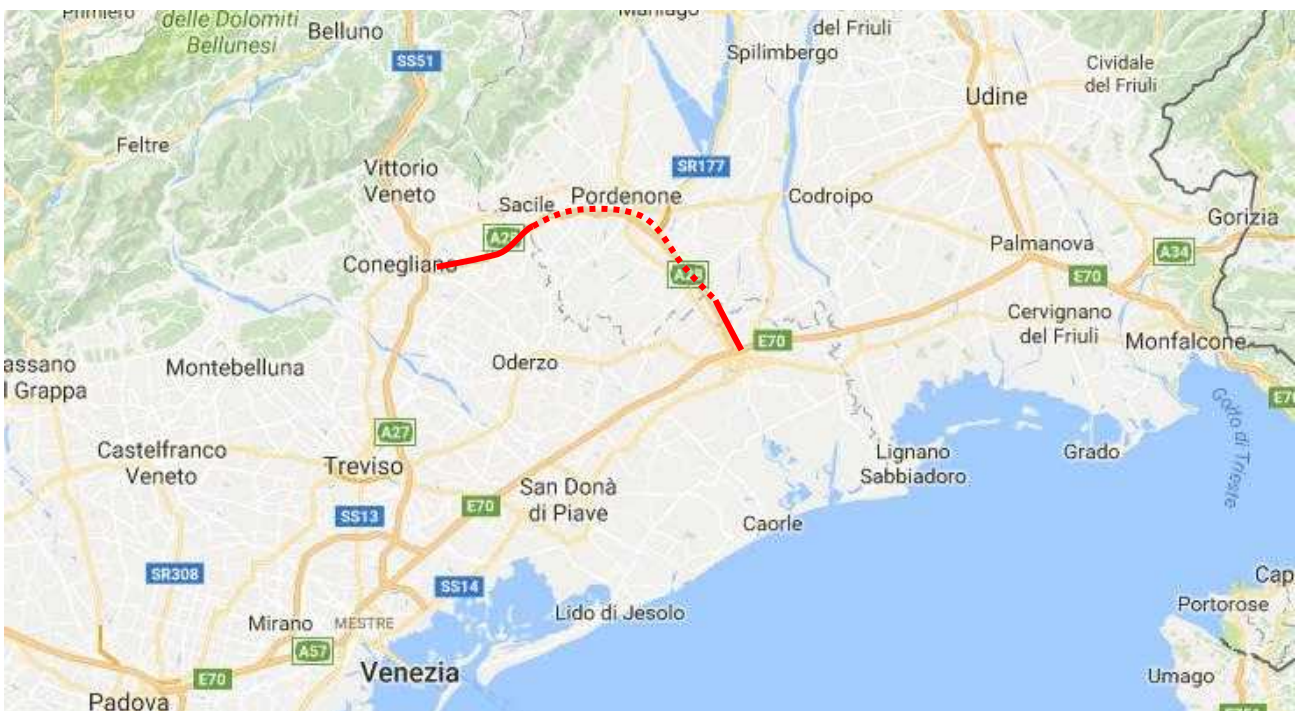 Primiero
delle Dolomiti
Bellunesi
Belluno
SS51
Maniago
del Friuli
Spilimbergo
Cividale
del Friuli
Udine
Feltre
Vittorio
Veneto
SR177
Sacile
Pordenone
Codroipo
Gorizia
A28
Palmanova
A34
Conegliano
A28
E70
Cervignano
del Friuli
Monfalcone
E70
assano
l Grappa
Montebelluna
Oderzo
E70
Golfo di Trieste
A27
Castelfranco
Veneto
Treviso
Lignano
Sabbiadoro
Grado
San Donà
di Piave
E70
SS13
Caorle
SR308
SS14
Cap
Lido di Jesolo
Portorose
Mirano
MESTRE
A57
E70
Venezia
Umago
Padova